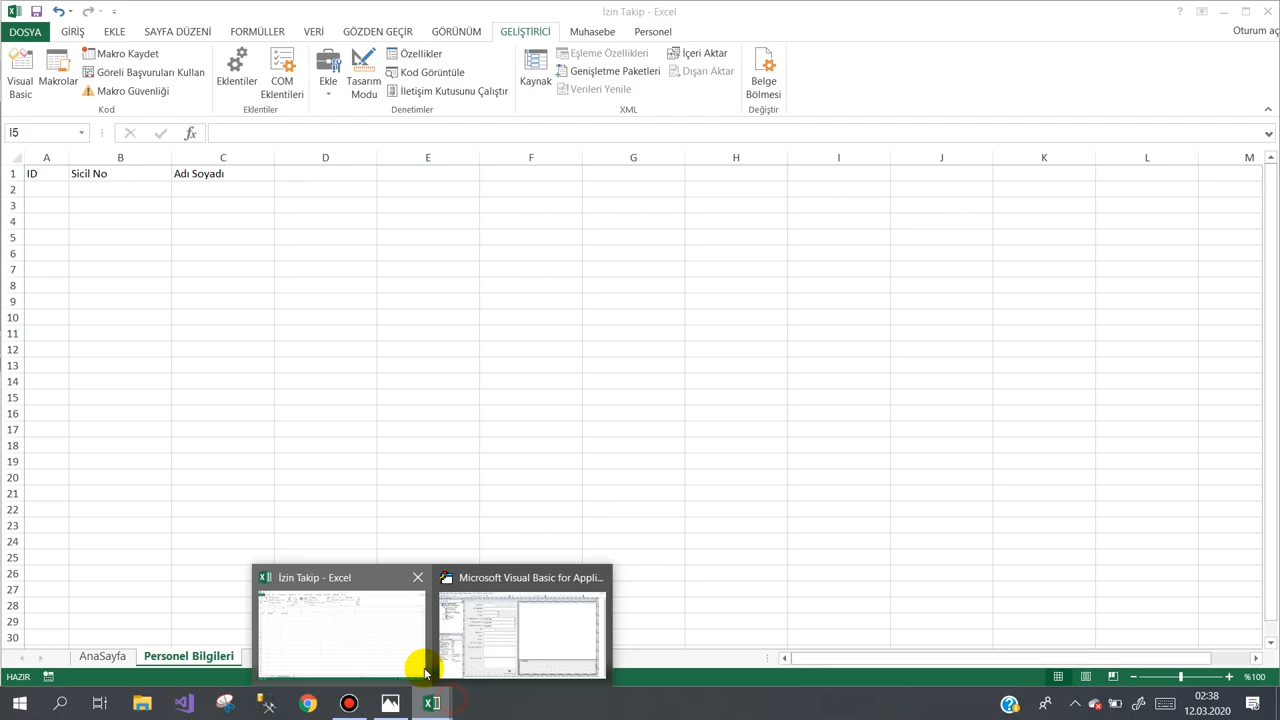 İzin Takip - Excel
DOSYA GİRİŞ EKLE SAYFA DÜZENİ FORMÜLLER VERİ GÖZDEN GEÇİR GÖRÜNÜM GELİŞTİRİCİ Muhasebe Personel Oturum aç
Visual Basic
Makrolar
Makro Kaydet
Göreli Başvuruları Kullan
Makro Güvenliği
Kod
Eklentiler
COM Eklentileri
Eklentiler
Ekle
Tasarım Modu
Özellikler
Kod Görüntüle
İletişim Kutusunu Çalıştır
Denetimler
Kaynak
Eşleme Özellikleri
Genişletme Paketleri
Verileri Yenile
İçeri Aktar
Dışarı Aktar
XML
Belge Bölmesi
Değiştir
I5
fx
A B C D E F G H I J K L M
1 ID Sicil No Adı Soyadı
2
3
4
5
6
7
8
9
10
11
12
13
14
15
16
17
18
19
20
21
22
23
24
25
26
27
28
29
30
İzin Takip - Excel
Microsoft Visual Basic for Appli...
AnaSayfa Personel Bilgileri
HAZIR
%100
02:38
12.03.2020